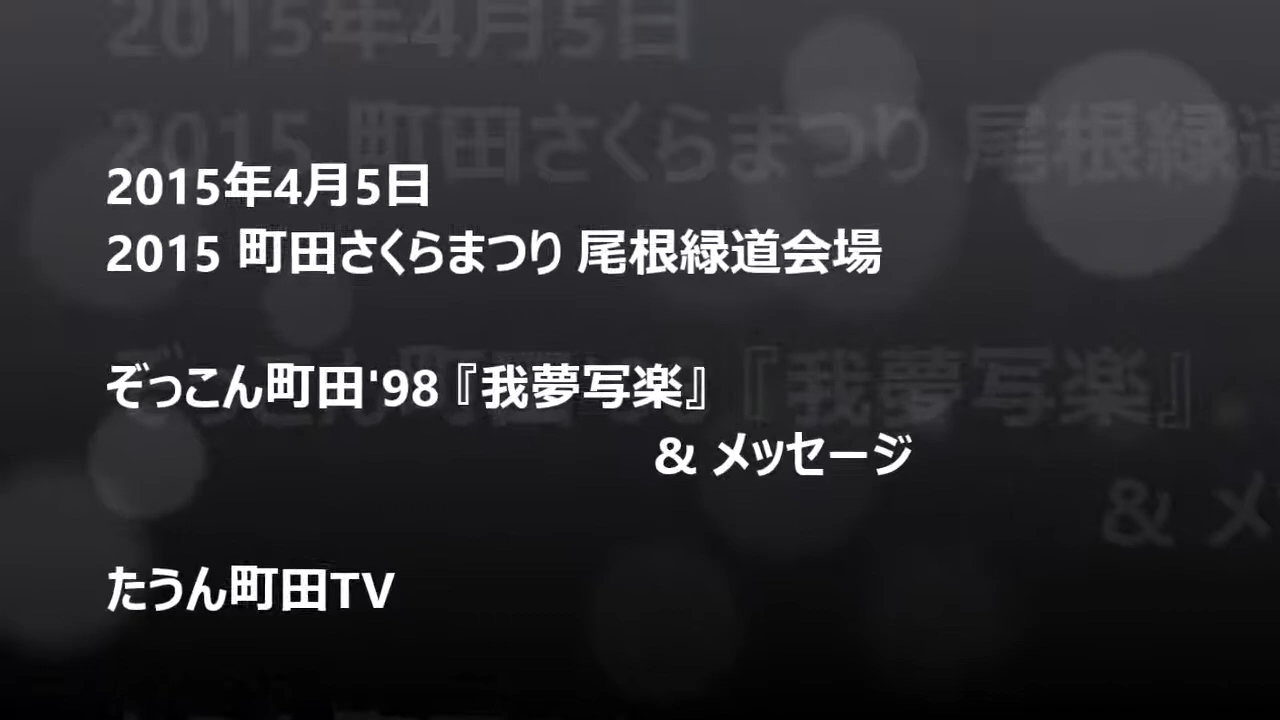 2015年4月5日
2015 町田さくらまつり 尾根緑道会場
ぞっこん町田'98『我夢写楽』
& メッセージ
たうん町田TV